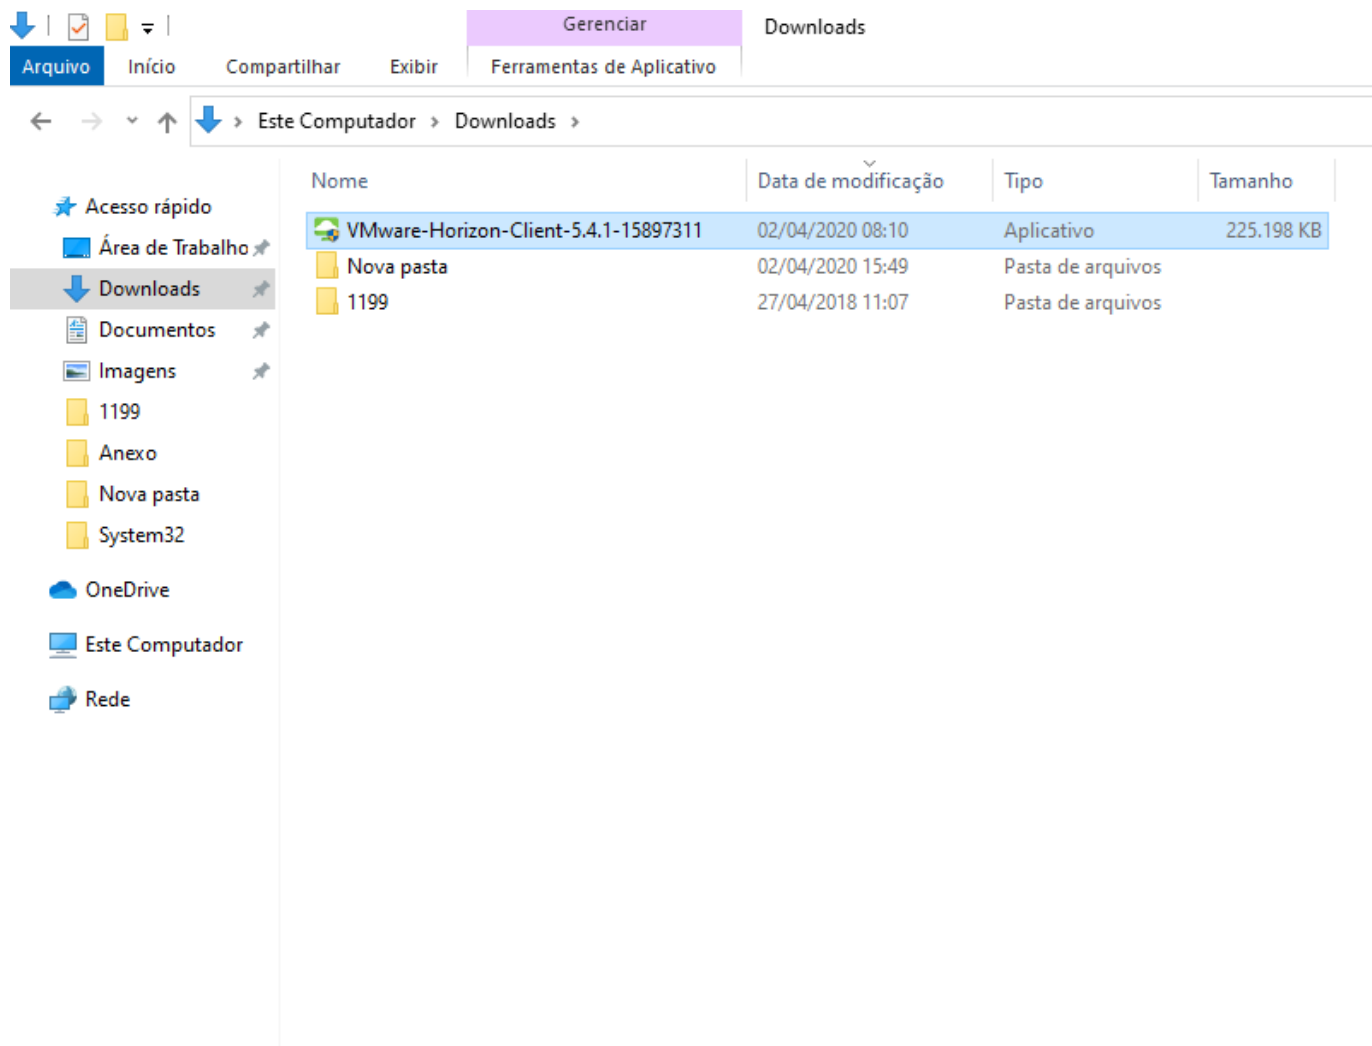 Gerenciar
Downloads
Arquivo Início Compartilhar Exibir Ferramentas de Aplicativo
Este Computador Downloads
Nome Data de modificação Tipo Tamanho
VMware-Horizon-Client-5.4.1-15897311 02/04/2020 08:10 Aplicativo 225.198 KB
Nova pasta 02/04/2020 15:49 Pasta de arquivos
1199 27/04/2018 11:07 Pasta de arquivos
Acesso rápido
Área de Trabalho
Downloads
Documentos
Imagens
1199
Anexo
Nova pasta
System32
OneDrive
Este Computador
Rede